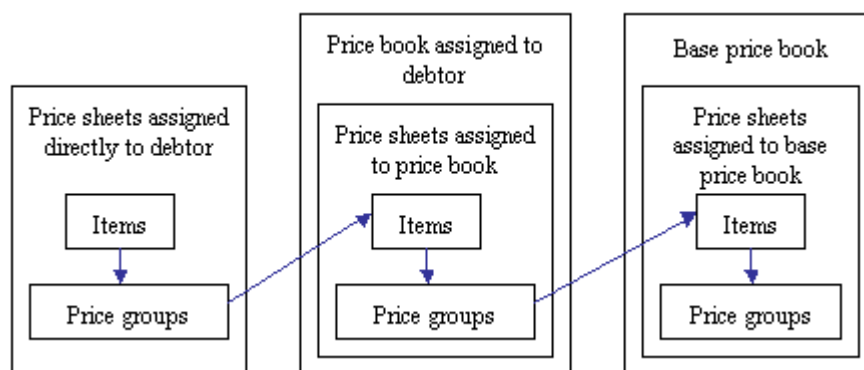 Price sheets assigned
directly to debtor
Items
Price groups
Price book assigned to
debtor
Price sheets assigned
to price book
Items
Price groups
Base price book
Price sheets
assigned to base
price book
Items
Price groups